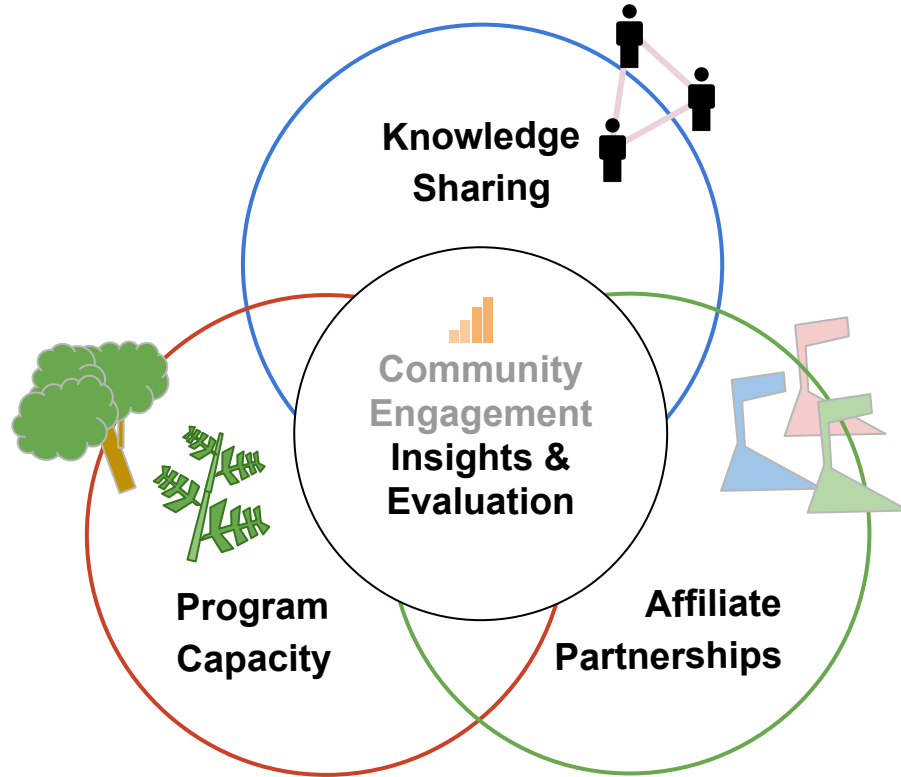 Knowledge
Sharing
Community
Engagement
Insights &
Evaluation
Program
Capacity
Affiliate
Partnerships